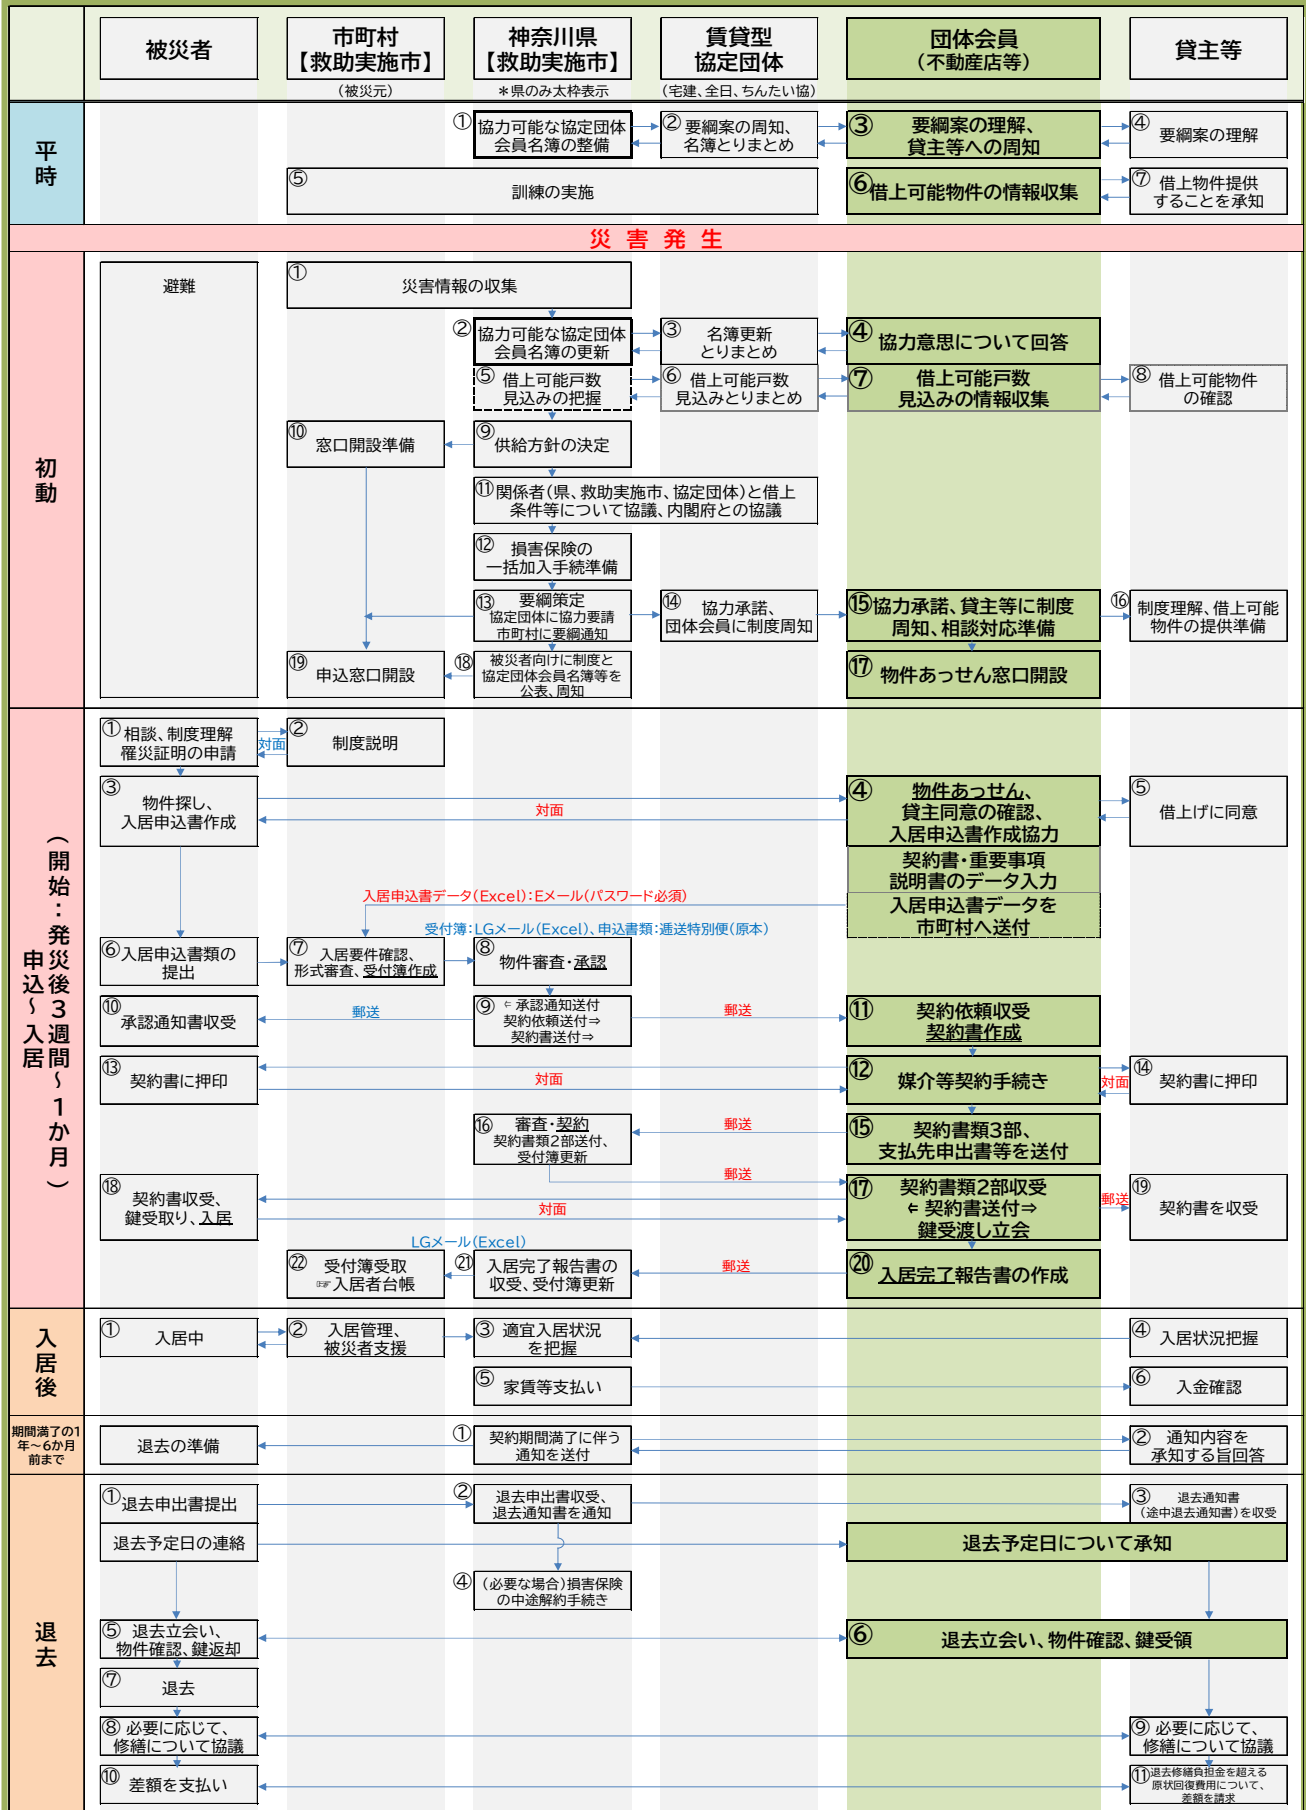 被災者
市町村
【救助実施市】
(被災元)
神奈川県
【救助実施市】
＊県のみ太枠表示
賃貸型
協定団体
(宅建、全日、ちんたい協)
団体会員
(不動産店等)
貸主等
平時
①
協力可能な協定団体
会員名簿の整備
②
要綱案の周知、
名簿とりまとめ
③
要綱案の理解、
貸主等への周知
④
要綱案の理解
⑤
訓練の実施
⑥借上可能物件の情報収集
⑦
借上物件提供
することを承知
災害発生
初動
避難
①
災害情報の収集
②
協力可能な協定団体
会員名簿の更新
③
名簿更新
とりまとめ
④
協力意思について回答
⑤
借上可能戸数
見込みの把握
⑥
借上可能戸数
見込みとりまとめ
⑦
借上可能戸数
見込みの情報収集
⑧
借上可能物件
の確認
⑩
窓口開設準備
⑨
供給方針の決定
⑪関係者(県、救助実施市、協定団体)と借上
条件等について協議、内閣府との協議
⑫
損害保険の
一括加入手続準備
⑬
要綱策定
協定団体に協力要請
市町村に要綱通知
⑭
協力承諾、
団体会員に制度周知
⑮協力承諾、貸主等に制度
周知、相談対応準備
⑯
制度理解、借上可能
物件の提供準備
⑲
申込窓口開設
⑱
被災者向けに制度と
協定団体会員名簿等を
公表、周知
⑰
物件あっせん窓口開設
申込～入居
(開始：発災後3週間～1か月)
①
相談、制度理解
罹災証明の申請
対面
②
制度説明
③
物件探し、
入居申込書作成
対面
④
物件あっせん、
貸主同意の確認、
入居申込書作成協力
⑤
借上げに同意
契約書・重要事項
説明書のデータ入力
入居申込書データ(Excel)：Eメール(パスワード必須)
入居申込書データを
市町村へ送付
受付簿：LGメール(Excel)、申込書類：逓送特別便(原本)
⑥入居申込書類の
提出
⑦
入居要件確認、
形式審査、受付簿作成
⑧
物件審査・承認
⑩
承認通知書収受
郵送
⑨
⇐ 承認通知送付
契約依頼送付⇒
契約書送付⇒
郵送
⑪
契約依頼収受
契約書作成
⑬
契約書に押印
対面
⑫
媒介等契約手続き
対面
⑭
契約書に押印
⑯
審査・契約
契約書類2部送付、
受付簿更新
郵送
⑮
契約書類3部、
支払先申出書等を送付
郵送
⑱
契約書収受、
鍵受取り、入居
対面
⑰
契約書類2部収受
⇐ 契約書送付⇒
鍵受渡し立会
郵送
⑲
契約書を収受
LGメール(Excel)
㉒
受付簿受取
☞入居者台帳
㉑
入居完了報告書の
収受、受付簿更新
郵送
⑳
入居完了報告書の作成
入居後
①
入居中
②
入居管理、
被災者支援
③
適宜入居状況
を把握
④
入居状況把握
⑤
家賃等支払い
⑥
入金確認
期間満了の1
年～6か月
前まで
退去の準備
①
契約期間満了に伴う
通知を送付
②
通知内容を
承知する旨回答
退去
①退去申出書提出
②
退去申出書収受、
退去通知書を通知
③
退去通知書
(途中退去通知書)を収受
退去予定日の連絡
退去予定日について承知
④
(必要な場合)損害保険
の中途解約手続き
⑤
退去立会い、
物件確認、鍵返却
⑥
退去立会い、物件確認、鍵受領
⑦
退去
⑧必要に応じて、
修繕について協議
⑨必要に応じて、
修繕について協議
⑩
差額を支払い
⑪退去修繕負担金を超える
原状回復費用について、
差額を請求